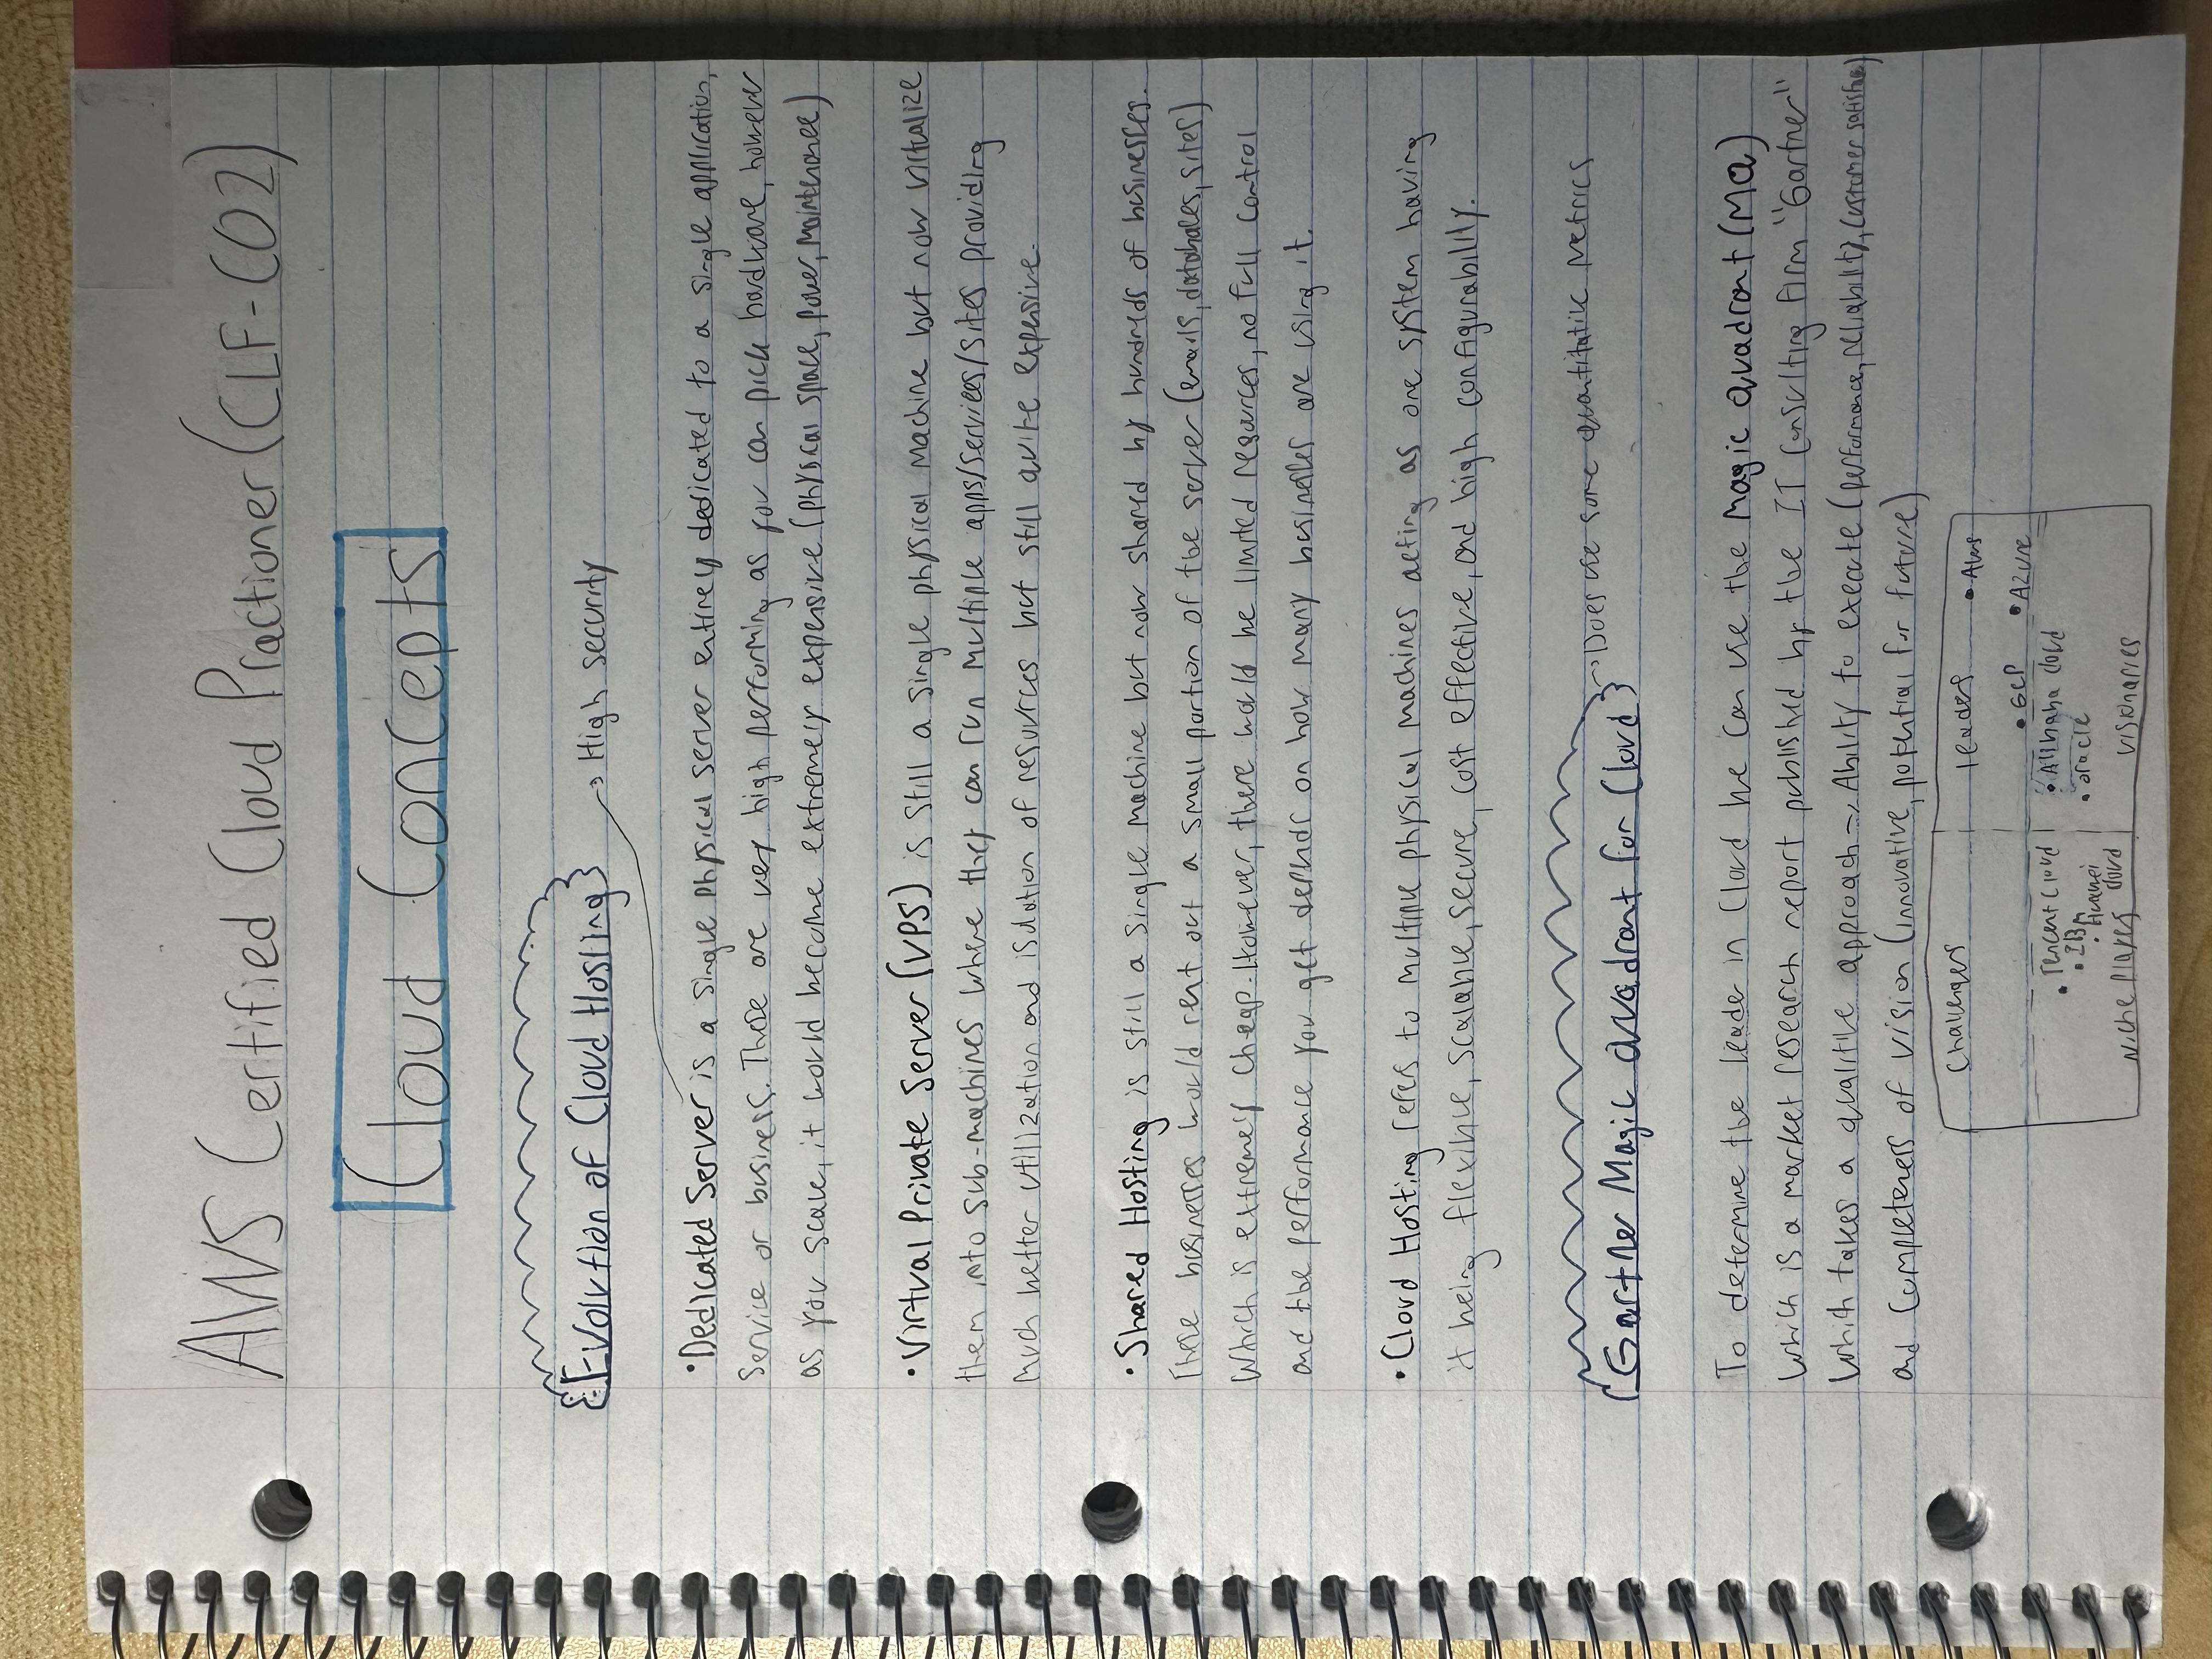 AWS Certified Cloud Practioner (CLF-C02)
Cloud Concepts
Evolution of Cloud Hosting
→ High security
• Dedicated Server is a single physical server entirely dedicated to a single application,
service or business. These are very high performing as you can pick hardware, however
as you scale, it would become extremely expensive (physical space, power, maintenance)
• Virtual Private Server (VPS) is still a single physical machine but now virtualize
them into sub-machines where they can run multiple apps/services/sites providing
much better utilization and isolation of resources but still quite expensive.
• Shared Hosting is still a single machine but now shared by hundreds of businesses.
These businesses would rent out a small portion of the server (emails, databases, sites)
which is extremely cheap. However, there would be limited resources, no full control
and the performance you get depends on how many businesses are using it.
• Cloud Hosting refers to multiple physical machines acting as one system having
it being flexible, scalable, secure, cost effective, and high configurability.
→ Does use some quantitative metrics
Gartner Magic Quadrant for Cloud
To determine the leader in Cloud we can use the Magic Quadrant (MQ)
which is a market research report published by the IT consulting firm "Gartner"
which takes a qualitive approach → Ability to execute (performance, reliability, customer satisfac)
and completeness of vision (innovative, potential for future)
Challengers
Leaders
• AWS
• GCP
• AZURE
• Tencent Cloud
• IBM
• Huawei Cloud
Niche Players
• Alibaba Cloud
• Oracle
Visionaries